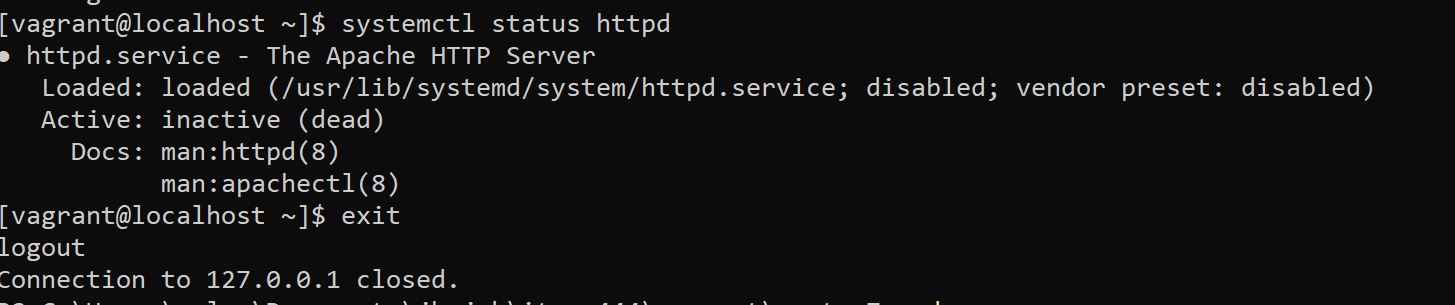 [vagrant@localhost ~]$ systemctl status httpd
● httpd.service - The Apache HTTP Server
   Loaded: loaded (/usr/lib/systemd/system/httpd.service; disabled; vendor preset: disabled)
   Active: inactive (dead)
     Docs: man:httpd(8)
           man:apachectl(8)
[vagrant@localhost ~]$ exit
logout
Connection to 127.0.0.1 closed.